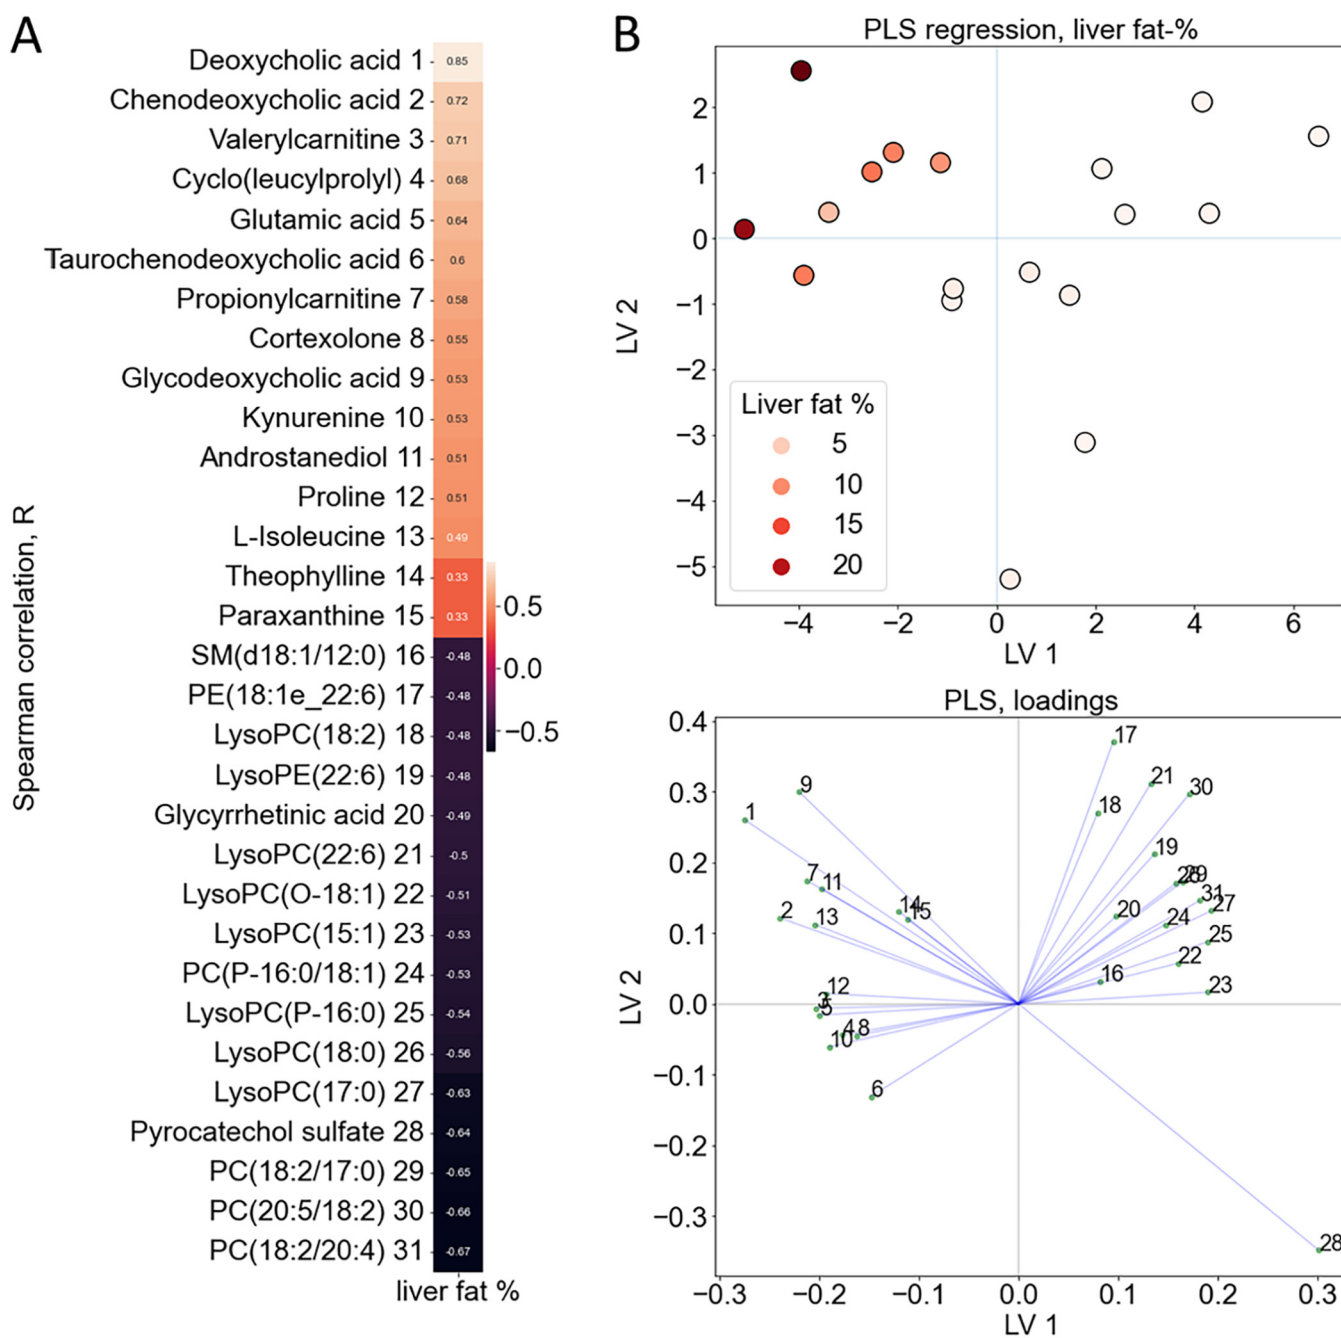 A
Spearman correlation, R
Deoxycholic acid 1 0.85
Chenodeoxycholic acid 2 0.72
Valerylcarnitine 3 0.71
Cyclo(leucylprolyl) 4 0.68
Glutamic acid 5 0.64
Taurochenodeoxycholic acid 6 0.6
Propionylcarnitine 7 0.58
Cortexolone 8 0.55
Glycodeoxycholic acid 9 0.53
Kynurenine 10 0.53
Androstanediol 11 0.51
Proline 12 0.51
L-Isoleucine 13 0.49
Theophylline 14 0.33
Paraxanthine 15 0.33
SM(d18:1/12:0) 16 -0.48
PE(18:1e_22:6) 17 -0.48
LysoPC(18:2) 18 -0.48
LysoPE(22:6) 19 -0.48
Glycyrrhetinic acid 20 -0.49
LysoPC(22:6) 21 -0.5
LysoPC(O-18:1) 22 -0.51
LysoPC(15:1) 23 -0.53
PC(P-16:0/18:1) 24 -0.53
LysoPC(P-16:0) 25 -0.54
LysoPC(18:0) 26 -0.56
LysoPC(17:0) 27 -0.63
Pyrocatechol sulfate 28 -0.64
PC(18:2/17:0) 29 -0.65
PC(20:5/18:2) 30 -0.66
PC(18:2/20:4) 31 -0.67
liver fat %
0.5
0.0
−0.5
B
PLS regression, liver fat-%
LV 2
2
1
0
−1
−2
−3
−4
−5
Liver fat %
5
10
15
20
−4 −2 0 2 4 6
LV 1
PLS, loadings
LV 2
0.4
0.3
0.2
0.1
0.0
−0.1
−0.2
−0.3
17
21
30
9
18
1
19
7
11
29
31
27
2
13
14
15
20
24
25
22
16
23
12
3
5
4
8
10
6
28
−0.3 −0.2 −0.1 0.0 0.1 0.2 0.3
LV 1